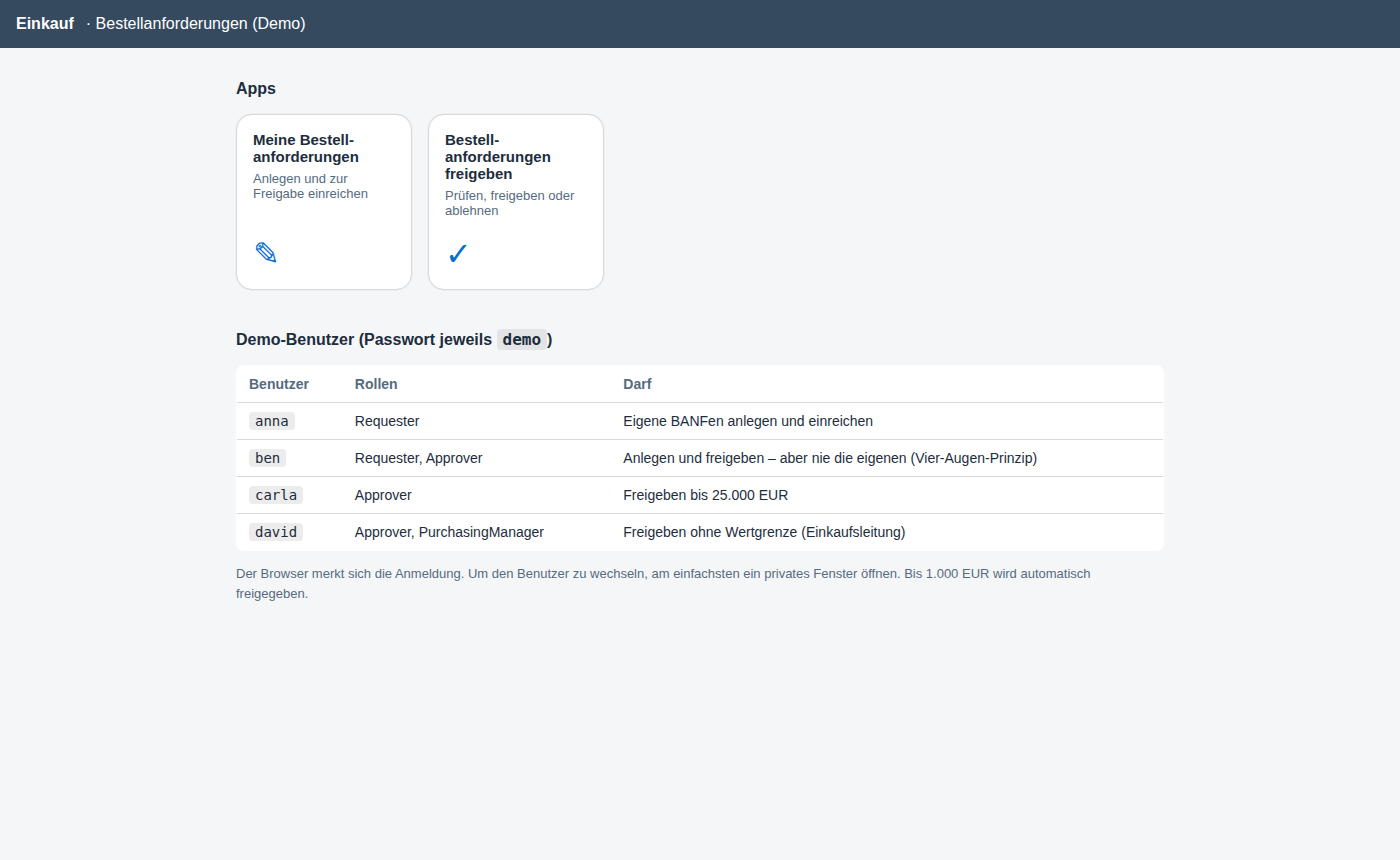 Einkauf · Bestellanforderungen (Demo)
Apps
Meine Bestell-
anforderungen
Anlegen und zur
Freigabe einreichen
Bestell-
anforderungen
freigeben
Prüfen, freigeben oder
ablehnen
Demo-Benutzer (Passwort jeweils demo)
Benutzer Rollen Darf
anna Requester Eigene BANFen anlegen und einreichen
ben Requester, Approver Anlegen und freigeben – aber nie die eigenen (Vier-Augen-Prinzip)
carla Approver Freigeben bis 25.000 EUR
david Approver, PurchasingManager Freigeben ohne Wertgrenze (Einkaufsleitung)
Der Browser merkt sich die Anmeldung. Um den Benutzer zu wechseln, am einfachsten ein privates Fenster öffnen. Bis 1.000 EUR wird automatisch
freigegeben.